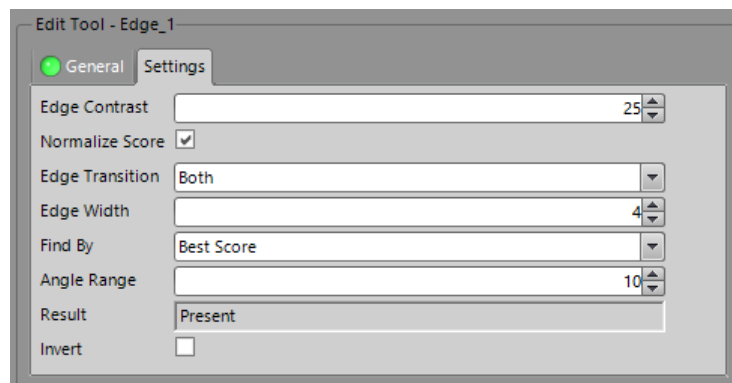 Edit Tool - Edge_1
General Settings
Edge Contrast 25
Normalize Score
Edge Transition Both
Edge Width 4
Find By Best Score
Angle Range 10
Result Present
Invert